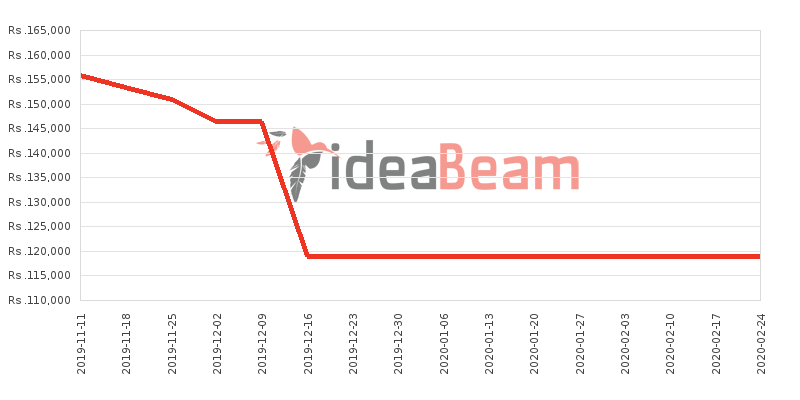 Rs .165,000
Rs .160,000
Rs .155,000
Rs .150,000
Rs .145,000
Rs .140,000
Rs .135,000
Rs .130,000
Rs .125,000
Rs .120,000
Rs .115,000
Rs .110,000
ideaBeam
2019-11-11
2019-11-18
2019-11-25
2019-12-02
2019-12-09
2019-12-16
2019-12-23
2019-12-30
2020-01-06
2020-01-13
2020-01-20
2020-01-27
2020-02-03
2020-02-10
2020-02-17
2020-02-24